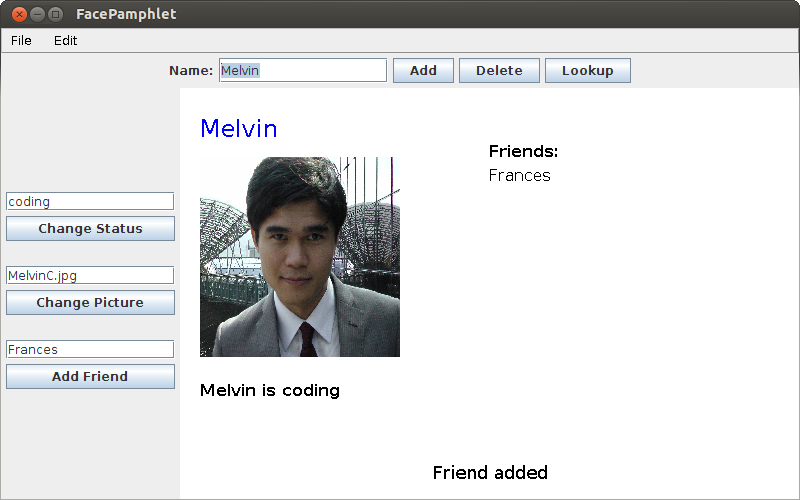 FacePamphlet
File Edit
Name: Melvin Add Delete Lookup
Melvin
Friends:
Frances
coding
Change Status
MelvinC.jpg
Change Picture
Frances
Add Friend
Melvin is coding
Friend added